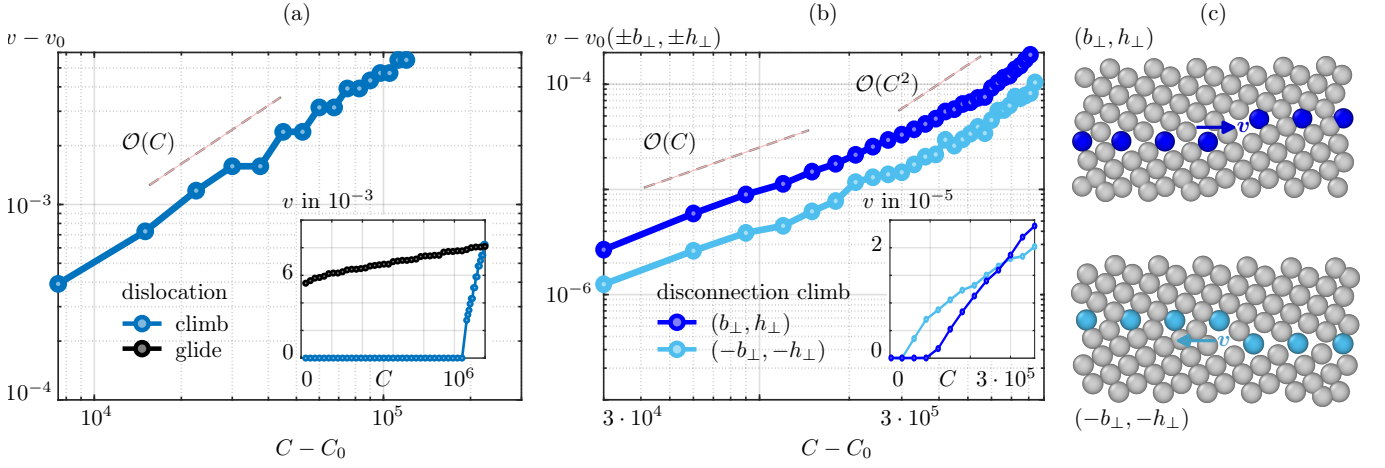 (a)
v − v₀
𝒪(C)
10⁻³
10⁻⁴
10⁴
10⁵
C − C₀
dislocation
climb
glide
v in 10⁻³
6
0
0
C
10⁶
(b)
v − v₀(±b⊥, ±h⊥)
𝒪(C)
𝒪(C²)
10⁻⁴
10⁻⁵
10⁻⁶
3 · 10⁴
3 · 10⁵
C − C₀
disconnection climb
(b⊥, h⊥)
(−b⊥, −h⊥)
v in 10⁻⁵
2
0
0
C
3 · 10⁵
(c)
(b⊥, h⊥)
v
v
(−b⊥, −h⊥)